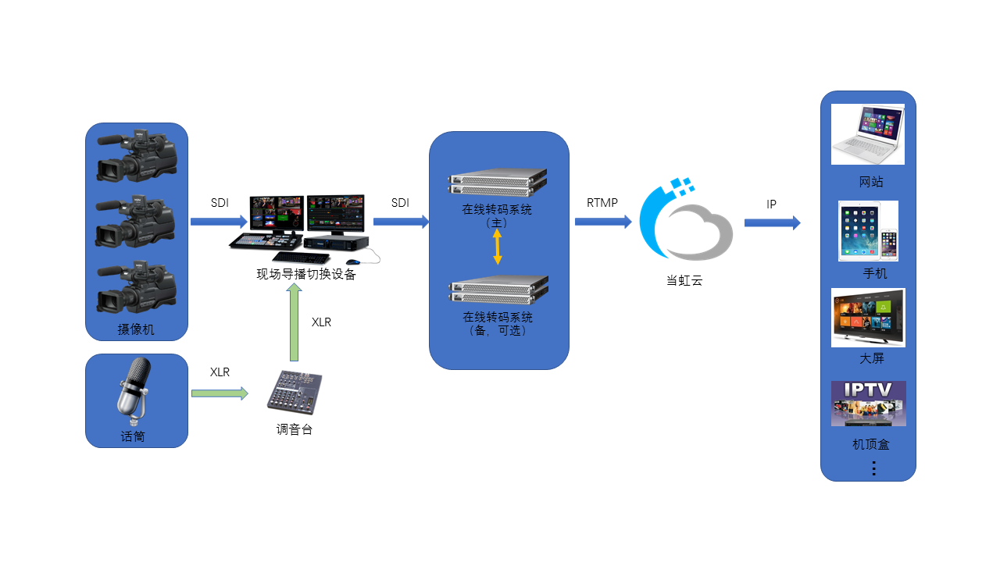 摄像机
话筒
SDI
XLR
现场导播切换设备
XLR
调音台
SDI
在线转码系统
（主）
在线转码系统
（备，可选）
RTMP
当虹云
IP
网站
手机
大屏
IPTV
机顶盒
⋮